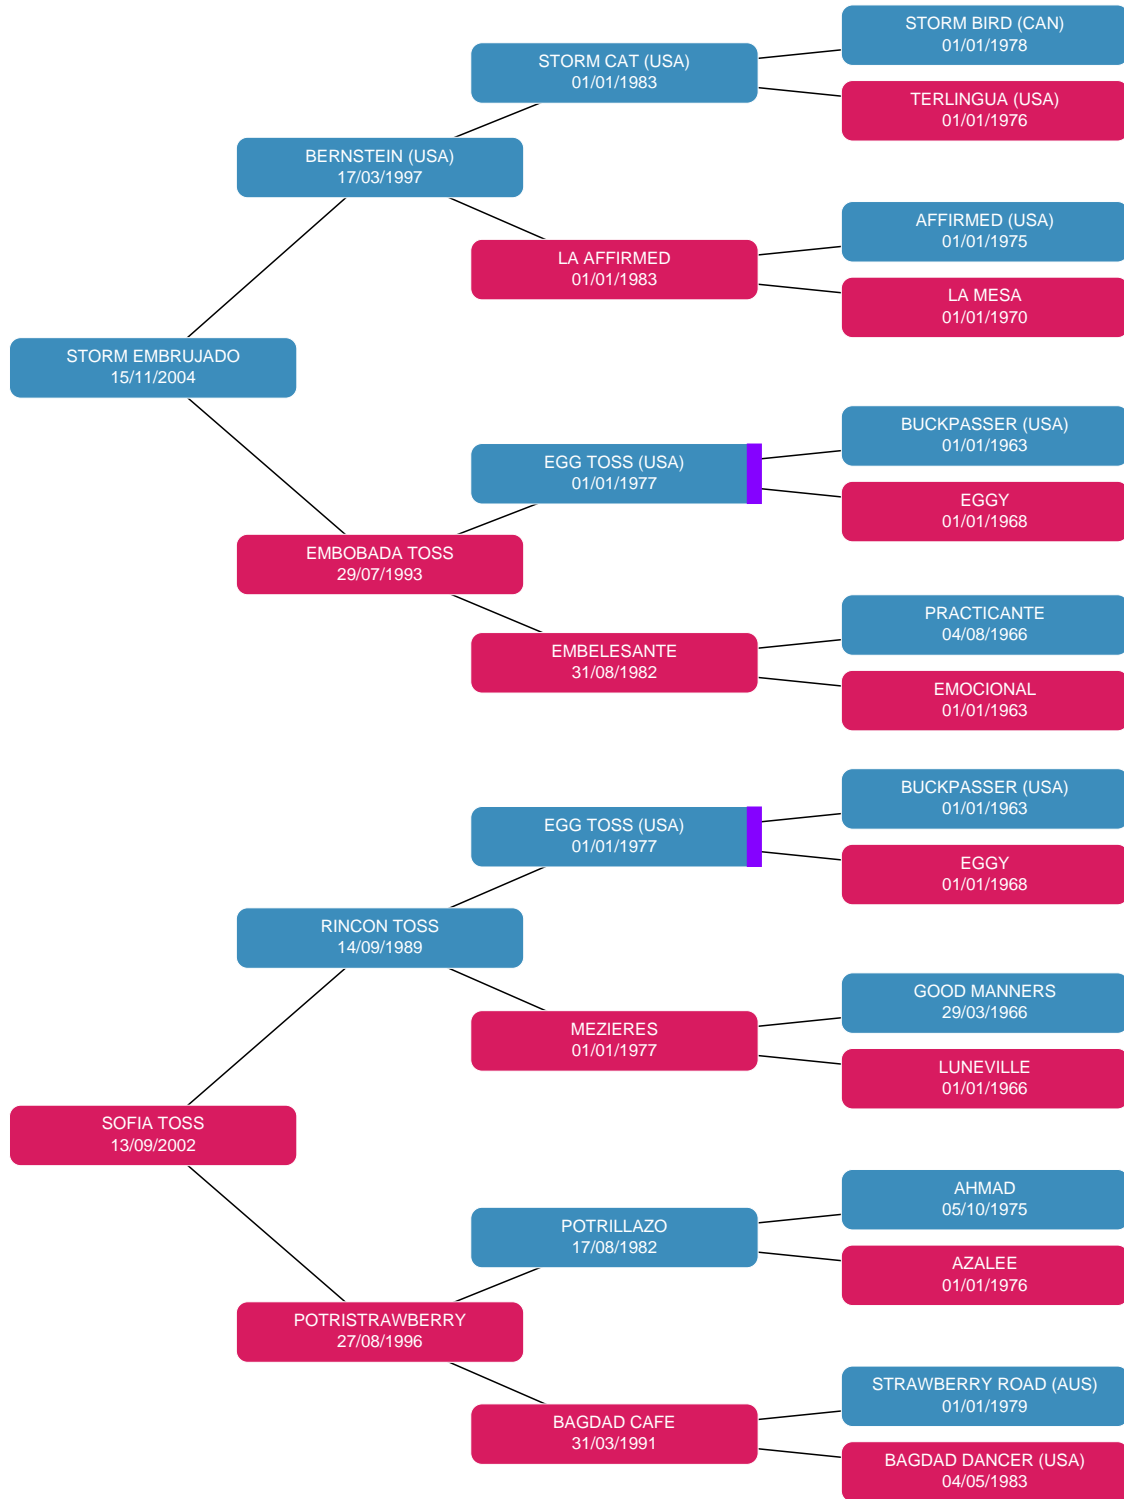 STORM BIRD (CAN)
01/01/1978
STORM CAT (USA)
01/01/1983
TERLINGUA (USA)
01/01/1976
BERNSTEIN (USA)
17/03/1997
AFFIRMED (USA)
01/01/1975
LA AFFIRMED
01/01/1983
LA MESA
01/01/1970
STORM EMBRUJADO
15/11/2004
BUCKPASSER (USA)
01/01/1963
EGG TOSS (USA)
01/01/1977
EGGY
01/01/1968
EMBOBADA TOSS
29/07/1993
PRACTICANTE
04/08/1966
EMBELESANTE
31/08/1982
EMOCIONAL
01/01/1963
BUCKPASSER (USA)
01/01/1963
EGG TOSS (USA)
01/01/1977
EGGY
01/01/1968
RINCON TOSS
14/09/1989
GOOD MANNERS
29/03/1966
MEZIERES
01/01/1977
LUNEVILLE
01/01/1966
SOFIA TOSS
13/09/2002
AHMAD
05/10/1975
POTRILLAZO
17/08/1982
AZALEE
01/01/1976
POTRISTRAWBERRY
27/08/1996
STRAWBERRY ROAD (AUS)
01/01/1979
BAGDAD CAFE
31/03/1991
BAGDAD DANCER (USA)
04/05/1983